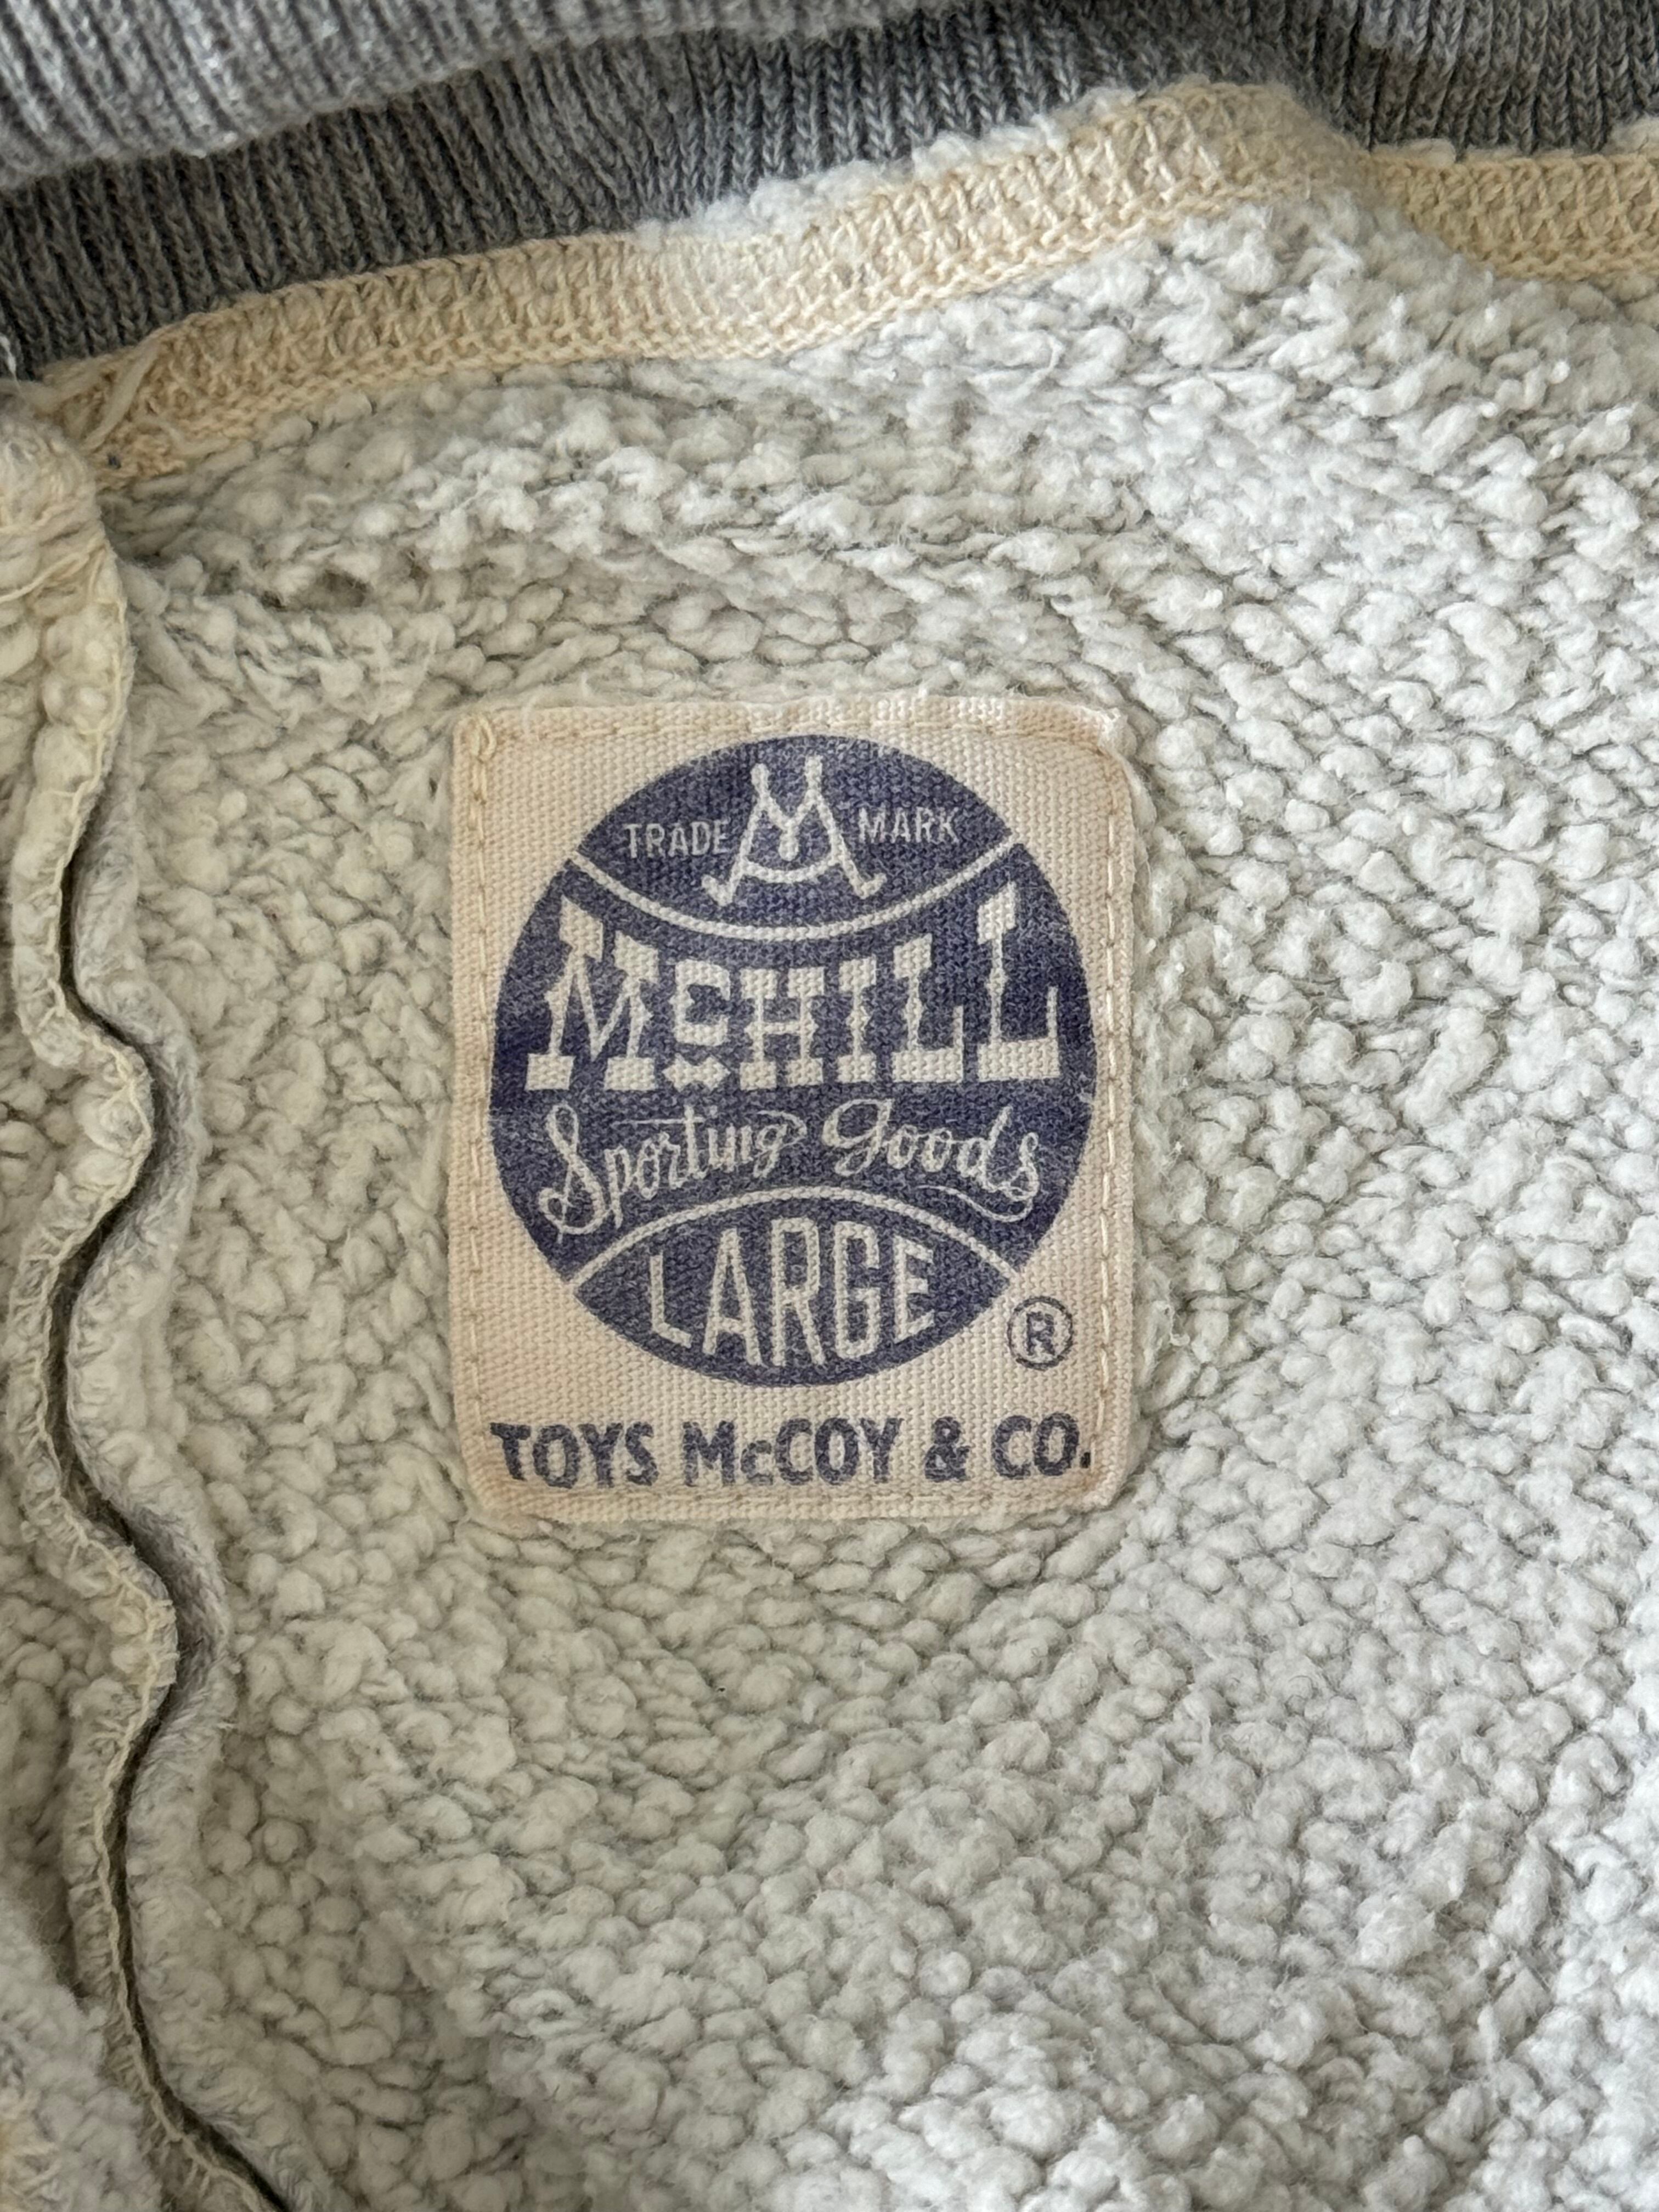 TRADE M MARK
McHILL
Sporting Goods
LARGE
®
TOYS McCOY & CO.